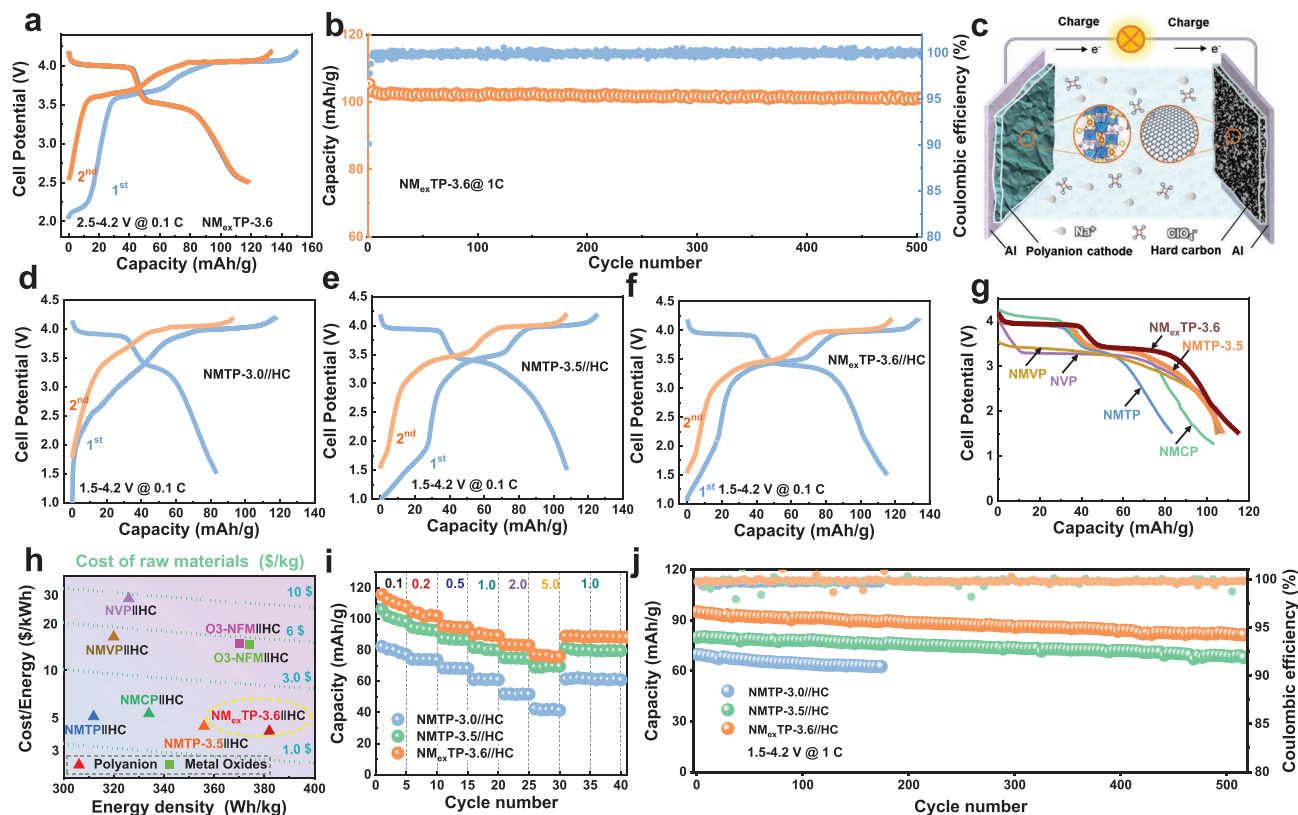 a
Cell Potential (V)
4.0
3.5
3.0
2.5
2.0
2nd
1st
2.5-4.2 V @ 0.1 C
NMexTP-3.6
0 20 40 60 80 100 120 140 160
Capacity (mAh/g)
b
Capacity (mAh/g)
120
100
80
60
NMexTP-3.6@ 1C
0 100 200 300 400 500
Cycle number
100
95
90
85
80
Coulombic efficiency (%)
c
Charge
Charge
e-
e-
Na+
ClO4-
Al
Polyanion cathode
Hard carbon
Al
d
Cell Potential (V)
4.5
4.0
3.5
3.0
2.5
2.0
1.5
1.0
NMTP-3.0//HC
2nd
1st
1.5-4.2 V @ 0.1 C
0 20 40 60 80 100 120 140
Capacity (mAh/g)
e
Cell Potential (V)
4.5
4.0
3.5
3.0
2.5
2.0
1.5
1.0
NMTP-3.5//HC
2nd
1st
1.5-4.2 V @ 0.1 C
0 20 40 60 80 100 120 140
Capacity (mAh/g)
f
Cell Potential (V)
4.5
4.0
3.5
3.0
2.5
2.0
1.5
1.0
NMexTP-3.6//HC
2nd
1st
1.5-4.2 V @ 0.1 C
0 20 40 60 80 100 120 140
Capacity (mAh/g)
g
Cell Potential (V)
4
3
2
1
0
NMexTP-3.6
NMTP-3.5
NMVP
NVP
NMTP
NMCP
0 20 40 60 80 100 120
Capacity (mAh/g)
h
Cost of raw materials ($/kg)
Cost/Energy ($/kWh)
30
20
10
5
3
10 $
NVP||HC
6 $
O3-NFM||HC
NMVP||HC
O3-NFM||HC
3.0 $
NMCP||HC
NMexTP-3.6||HC
NMTP||HC
NMTP-3.5||HC
1.0 $
Polyanion
Metal Oxides
300 320 340 360 380 400
Energy density (Wh/kg)
i
Capacity (mAh/g)
120
100
80
60
40
20
0
0.1 0.2 0.5 1.0 2.0 5.0 1.0
NMTP-3.0//HC
NMTP-3.5//HC
NMexTP-3.6//HC
0 5 10 15 20 25 30 35 40
Cycle number
j
Capacity (mAh/g)
120
90
60
30
0
NMTP-3.0//HC
NMTP-3.5//HC
NMexTP-3.6//HC
1.5-4.2 V @ 1 C
0 100 200 300 400 500
Cycle number
100
95
90
85
80
Coulombic efficiency (%)